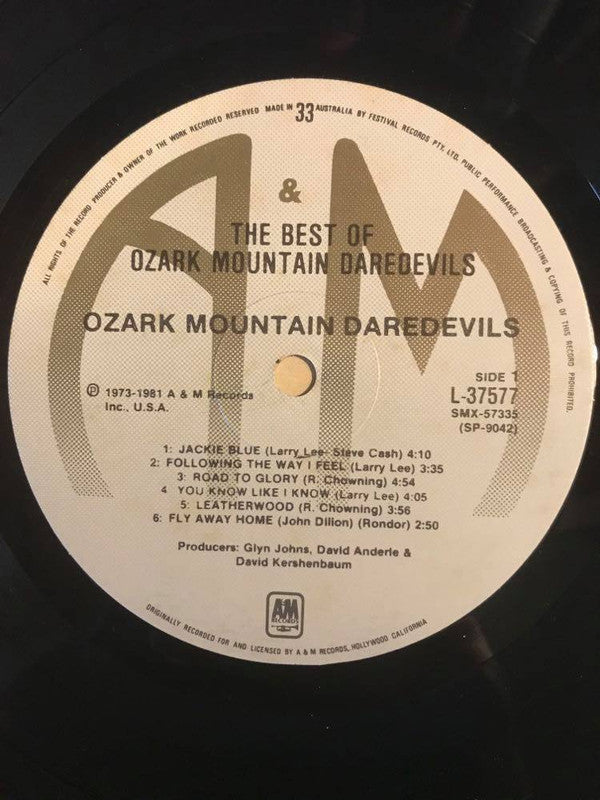 ALL RIGHTS OF THE RECORD PRODUCER & OWNER OF THE WORK RECORDED RESERVED MADE IN 33 AUSTRALIA BY FESTIVAL RECORDS PTY. LTD. PUBLIC PERFORMANCE BROADCASTING & COPYING OF THIS RECORD PROHIBITED.
A & M
THE BEST OF
OZARK MOUNTAIN DAREDEVILS
OZARK MOUNTAIN DAREDEVILS
SIDE 1
L-37577
SMX-57335
(SP-9042)
Ⓟ 1973-1981 A & M Records
Inc., U.S.A.
1: JACKIE BLUE (Larry Lee- Steve Cash) 4:10
2: FOLLOWING THE WAY I FEEL (Larry Lee) 3:35
3: ROAD TO GLORY (R. Chowning) 4:54
4 YOU KNOW LIKE I KNOW (Larry Lee) 4:05
5: LEATHERWOOD (R. Chowning) 3:56
6: FLY AWAY HOME (John Dillon) (Rondor) 2:50
Producers: Glyn Johns, David Anderle &
David Kershenbaum
A&M
RECORDS
ORIGINALLY RECORDED FOR AND LICENSED BY A & M RECORDS, HOLLYWOOD CALIFORNIA